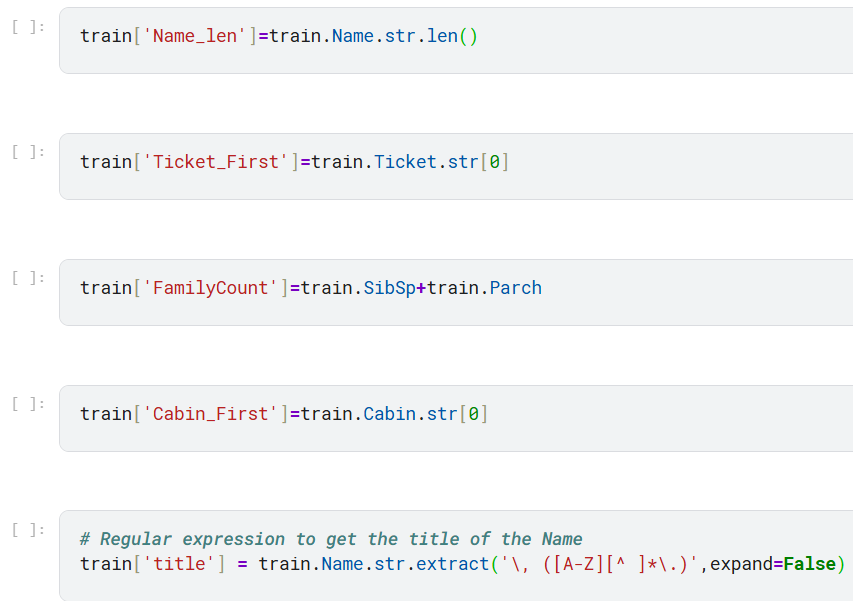 [ ]: train['Name_len']=train.Name.str.len()
[ ]: train['Ticket_First']=train.Ticket.str[0]
[ ]: train['FamilyCount']=train.SibSp+train.Parch
[ ]: train['Cabin_First']=train.Cabin.str[0]
[ ]: # Regular expression to get the title of the Name
train['title'] = train.Name.str.extract('\, ([A-Z][^ ]*\.)',expand=False)